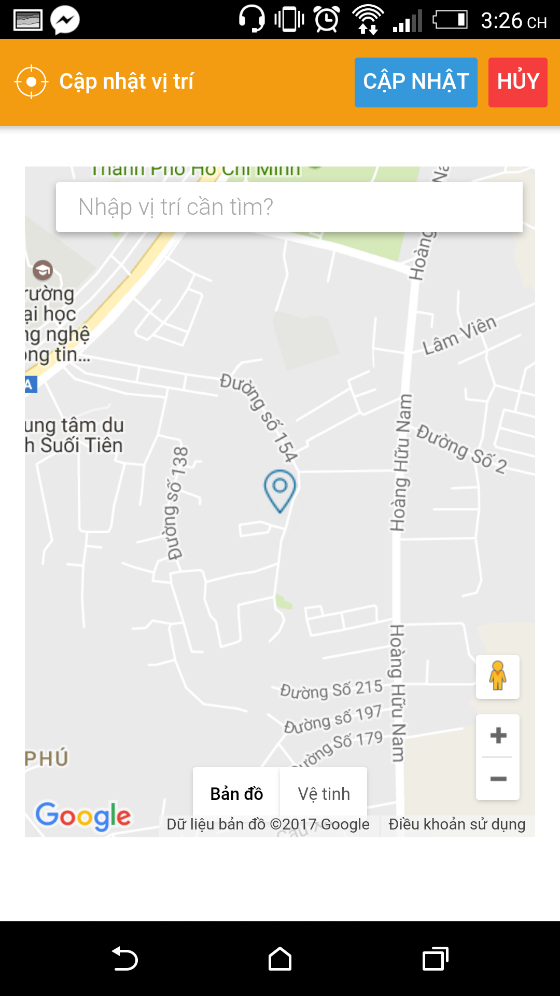 3:26 CH
Cập nhật vị trí
CẬP NHẬT
HỦY
Thành Phố Hồ Chí Minh
Nhập vị trí cần tìm?
Hoàng
rường
ại học
ng nghệ
ông tin...
A
Lâm Viên
Đường số 154
Hoàng Hữu Nam
Đường Số 2
ung tâm du
h Suối Tiên
Đường số 138
Hoàng Hữu Nam
Đường Số 215
Đường số 197
Đường Số 179
PHÚ
Bản đồ
Vệ tinh
Google
Dữ liệu bản đồ ©2017 Google
Điều khoản sử dụng